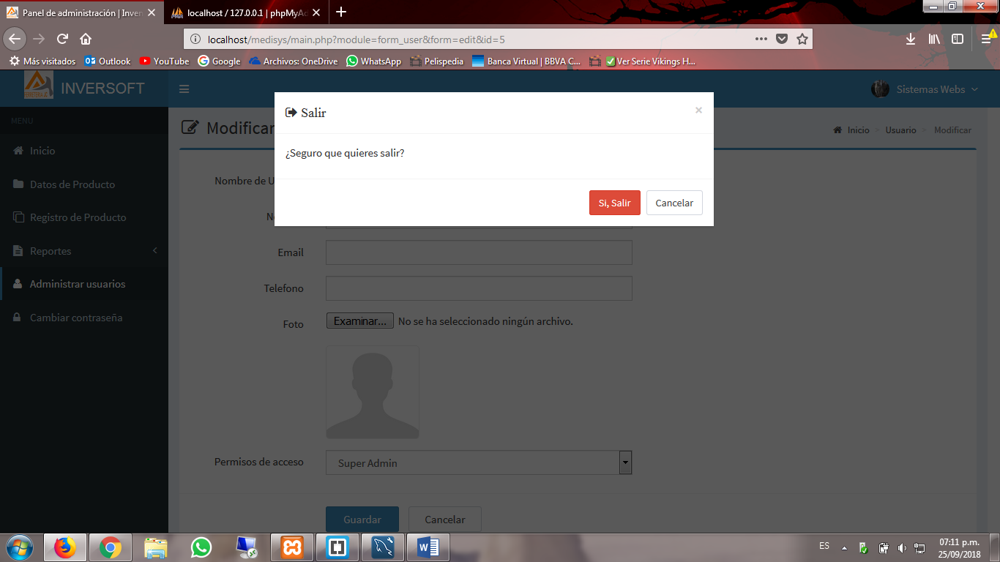 Panel de administración | Inven
localhost / 127.0.0.1 | phpMyAd
localhost/medisys/main.php?module=form_user&form=edit&id=5
Más visitados Outlook YouTube Google Archivos: OneDrive WhatsApp Pelispedia Banca Virtual | BBVA C... Ver Serie Vikings H...
INVERSOFT
Sistemas Webs
MENU
Inicio
Datos de Producto
Registro de Producto
Reportes
Administrar usuarios
Cambiar contraseña
Modificar
Inicio > Usuario > Modificar
Salir
×
¿Seguro que quieres salir?
Si, Salir
Cancelar
Nombre de U
Email
Telefono
Foto
Examinar... No se ha seleccionado ningún archivo.
Permisos de acceso
Super Admin
Guardar
Cancelar
ES
07:11 p.m.
25/09/2018